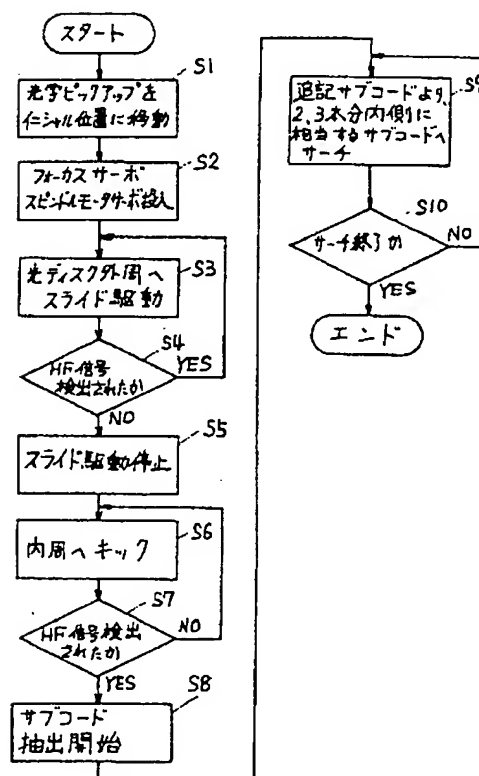 スタート
S1
光学ピックアップを
イニシャル位置に移動
S2
フォーカスサーボ
スピンドルモータサーボ投入
S3
光ディスク外周へ
スライド駆動
S4
HF信号
検出されたか
YES
NO
S5
スライド駆動停止
S6
内周へキック
S7
HF信号検出
されたか
NO
YES
S8
サブコード
抽出開始
S9
追記サブコードより、
2,3本分内側に
相当するサブコードへ
サーチ
S10
サーチ終了か
NO
YES
エンド